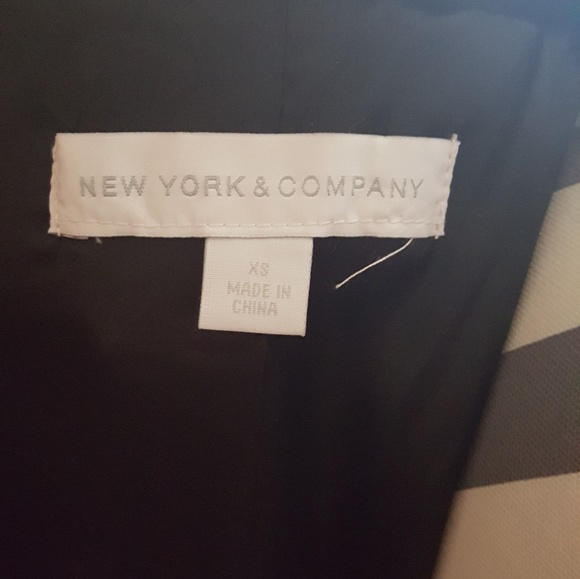 NEW YORK & COMPANY
XS
MADE IN
CHINA